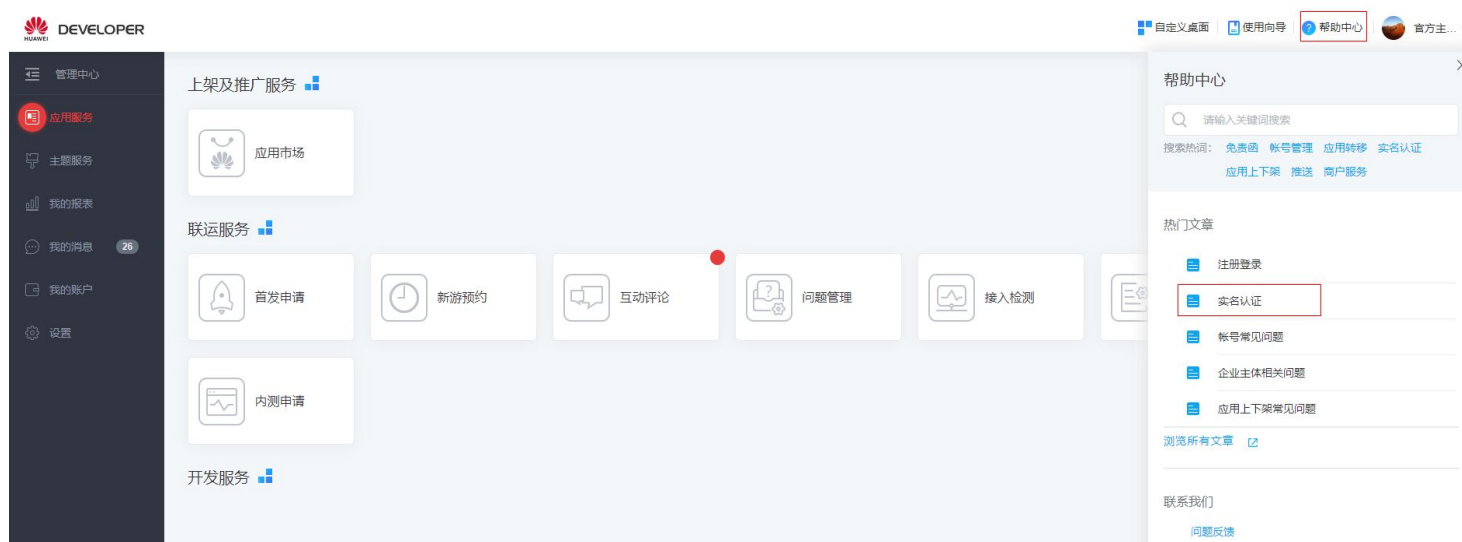 HUAWEI DEVELOPER
自定义桌面 使用向导 ? 帮助中心 官方主...
管理中心
应用服务
主题服务
我的报表
我的消息 26
我的账户
设置
上架及推广服务
应用市场
联运服务
首发申请 新游预约 互动评论 问题管理 接入检测
内测申请
开发服务
帮助中心
请输入关键词搜索
搜索热词： 免责函 帐号管理 应用转移 实名认证
应用上下架 推送 商户服务
热门文章
注册登录
实名认证
帐号常见问题
企业主体相关问题
应用上下架常见问题
浏览所有文章
联系我们
问题反馈